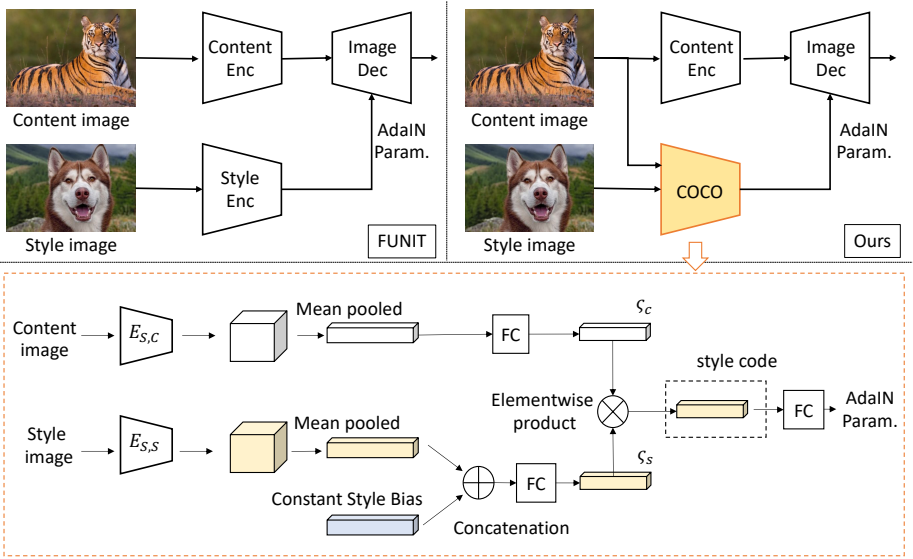 Content
Enc
Image
Dec
Content image
AdaIN
Param.
Style
Enc
Style image
FUNIT
Content
Enc
Image
Dec
Content image
AdaIN
Param.
COCO
Style image
Ours
Content
image
E_{S,C}
Mean pooled
FC
ς_c
style code
Elementwise
product
FC
AdaIN
Param.
Style
image
E_{S,S}
Mean pooled
FC
ς_s
Constant Style Bias
Concatenation